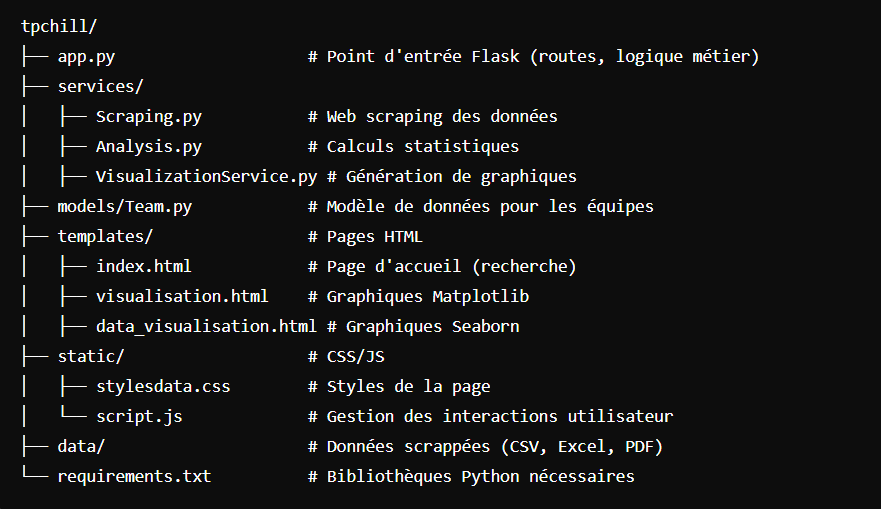 tpchill/
├── app.py                    # Point d'entrée Flask (routes, logique métier)
├── services/
│   ├── Scraping.py           # Web scraping des données
│   ├── Analysis.py           # Calculs statistiques
│   ├── VisualizationService.py # Génération de graphiques
├── models/Team.py            # Modèle de données pour les équipes
├── templates/                # Pages HTML
│   ├── index.html            # Page d'accueil (recherche)
│   ├── visualisation.html    # Graphiques Matplotlib
│   ├── data_visualisation.html # Graphiques Seaborn
├── static/                   # CSS/JS
│   ├── stylesdata.css        # Styles de la page
│   └── script.js             # Gestion des interactions utilisateur
├── data/                     # Données scrappées (CSV, Excel, PDF)
└── requirements.txt          # Bibliothèques Python nécessaires